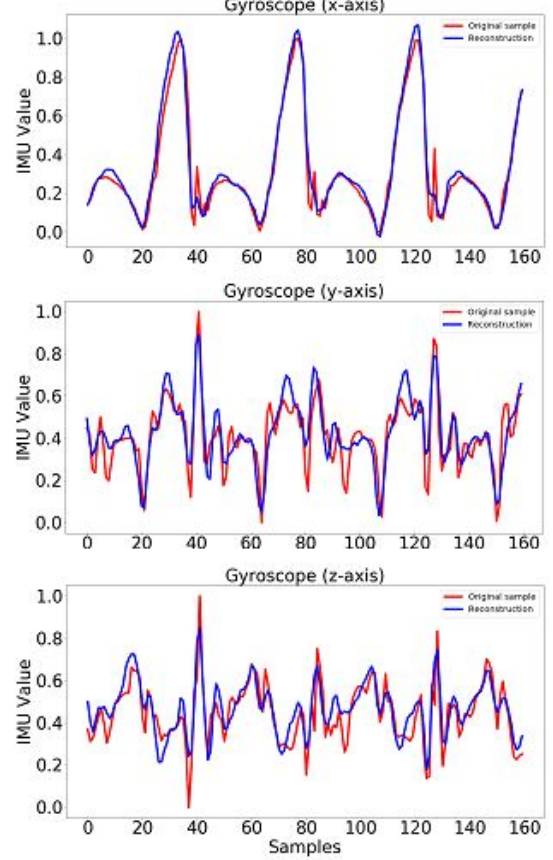 Gyroscope (x-axis)
Original sample
Reconstruction
IMU Value
1.0
0.8
0.6
0.4
0.2
0.0
0 20 40 60 80 100 120 140 160
Gyroscope (y-axis)
Original sample
Reconstruction
IMU Value
1.0
0.8
0.6
0.4
0.2
0.0
0 20 40 60 80 100 120 140 160
Gyroscope (z-axis)
Original sample
Reconstruction
IMU Value
1.0
0.8
0.6
0.4
0.2
0.0
0 20 40 60 80 100 120 140 160
Samples